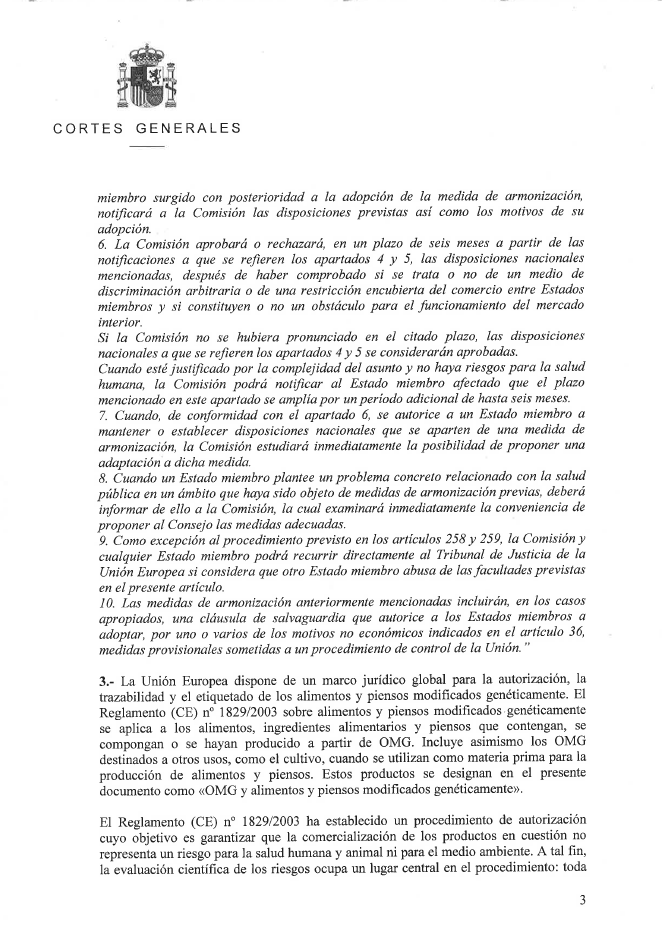 CORTES GENERALES
miembro surgido con posterioridad a la adopción de la medida de armonización,
notificará a la Comisión las disposiciones previstas así como los motivos de su
adopción.
6. La Comisión aprobará o rechazará, en un plazo de seis meses a partir de las
notificaciones a que se refieren los apartados 4 y 5, las disposiciones nacionales
mencionadas, después de haber comprobado si se trata o no de un medio de
discriminación arbitraria o de una restricción encubierta del comercio entre Estados
miembros y si constituyen o no un obstáculo para el funcionamiento del mercado
interior.
Si la Comisión no se hubiera pronunciado en el citado plazo, las disposiciones
nacionales a que se refieren los apartados 4 y 5 se considerarán aprobadas.
Cuando esté justificado por la complejidad del asunto y no haya riesgos para la salud
humana, la Comisión podrá notificar al Estado miembro afectado que el plazo
mencionado en este apartado se amplía por un período adicional de hasta seis meses.
7. Cuando, de conformidad con el apartado 6, se autorice a un Estado miembro a
mantener o establecer disposiciones nacionales que se aparten de una medida de
armonización, la Comisión estudiará inmediatamente la posibilidad de proponer una
adaptación a dicha medida.
8. Cuando un Estado miembro plantee un problema concreto relacionado con la salud
pública en un ámbito que haya sido objeto de medidas de armonización previas, deberá
informar de ello a la Comisión, la cual examinará inmediatamente la conveniencia de
proponer al Consejo las medidas adecuadas.
9. Como excepción al procedimiento previsto en los artículos 258 y 259, la Comisión y
cualquier Estado miembro podrá recurrir directamente al Tribunal de Justicia de la
Unión Europea si considera que otro Estado miembro abusa de las facultades previstas
en el presente artículo.
10. Las medidas de armonización anteriormente mencionadas incluirán, en los casos
apropiados, una cláusula de salvaguardia que autorice a los Estados miembros a
adoptar, por uno o varios de los motivos no económicos indicados en el artículo 36,
medidas provisionales sometidas a un procedimiento de control de la Unión.”
3.- La Unión Europea dispone de un marco jurídico global para la autorización, la
trazabilidad y el etiquetado de los alimentos y piensos modificados genéticamente. El
Reglamento (CE) nº 1829/2003 sobre alimentos y piensos modificados genéticamente
se aplica a los alimentos, ingredientes alimentarios y piensos que contengan, se
compongan o se hayan producido a partir de OMG. Incluye asimismo los OMG
destinados a otros usos, como el cultivo, cuando se utilizan como materia prima para la
producción de alimentos y piensos. Estos productos se designan en el presente
documento como «OMG y alimentos y piensos modificados genéticamente».
El Reglamento (CE) nº 1829/2003 ha establecido un procedimiento de autorización
cuyo objetivo es garantizar que la comercialización de los productos en cuestión no
representa un riesgo para la salud humana y animal ni para el medio ambiente. A tal fin,
la evaluación científica de los riesgos ocupa un lugar central en el procedimiento: toda
3